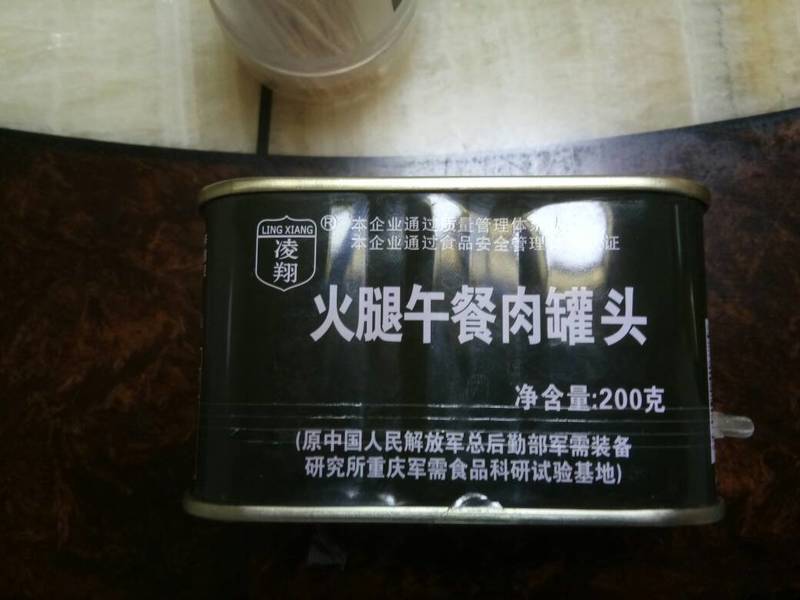 LING XIANG
凌
翔
®
本企业通过质量管理体系
本企业通过食品安全管理 证
火腿午餐肉罐头
净含量:200克
(原中国人民解放军总后勤部军需装备
研究所重庆军需食品科研试验基地)